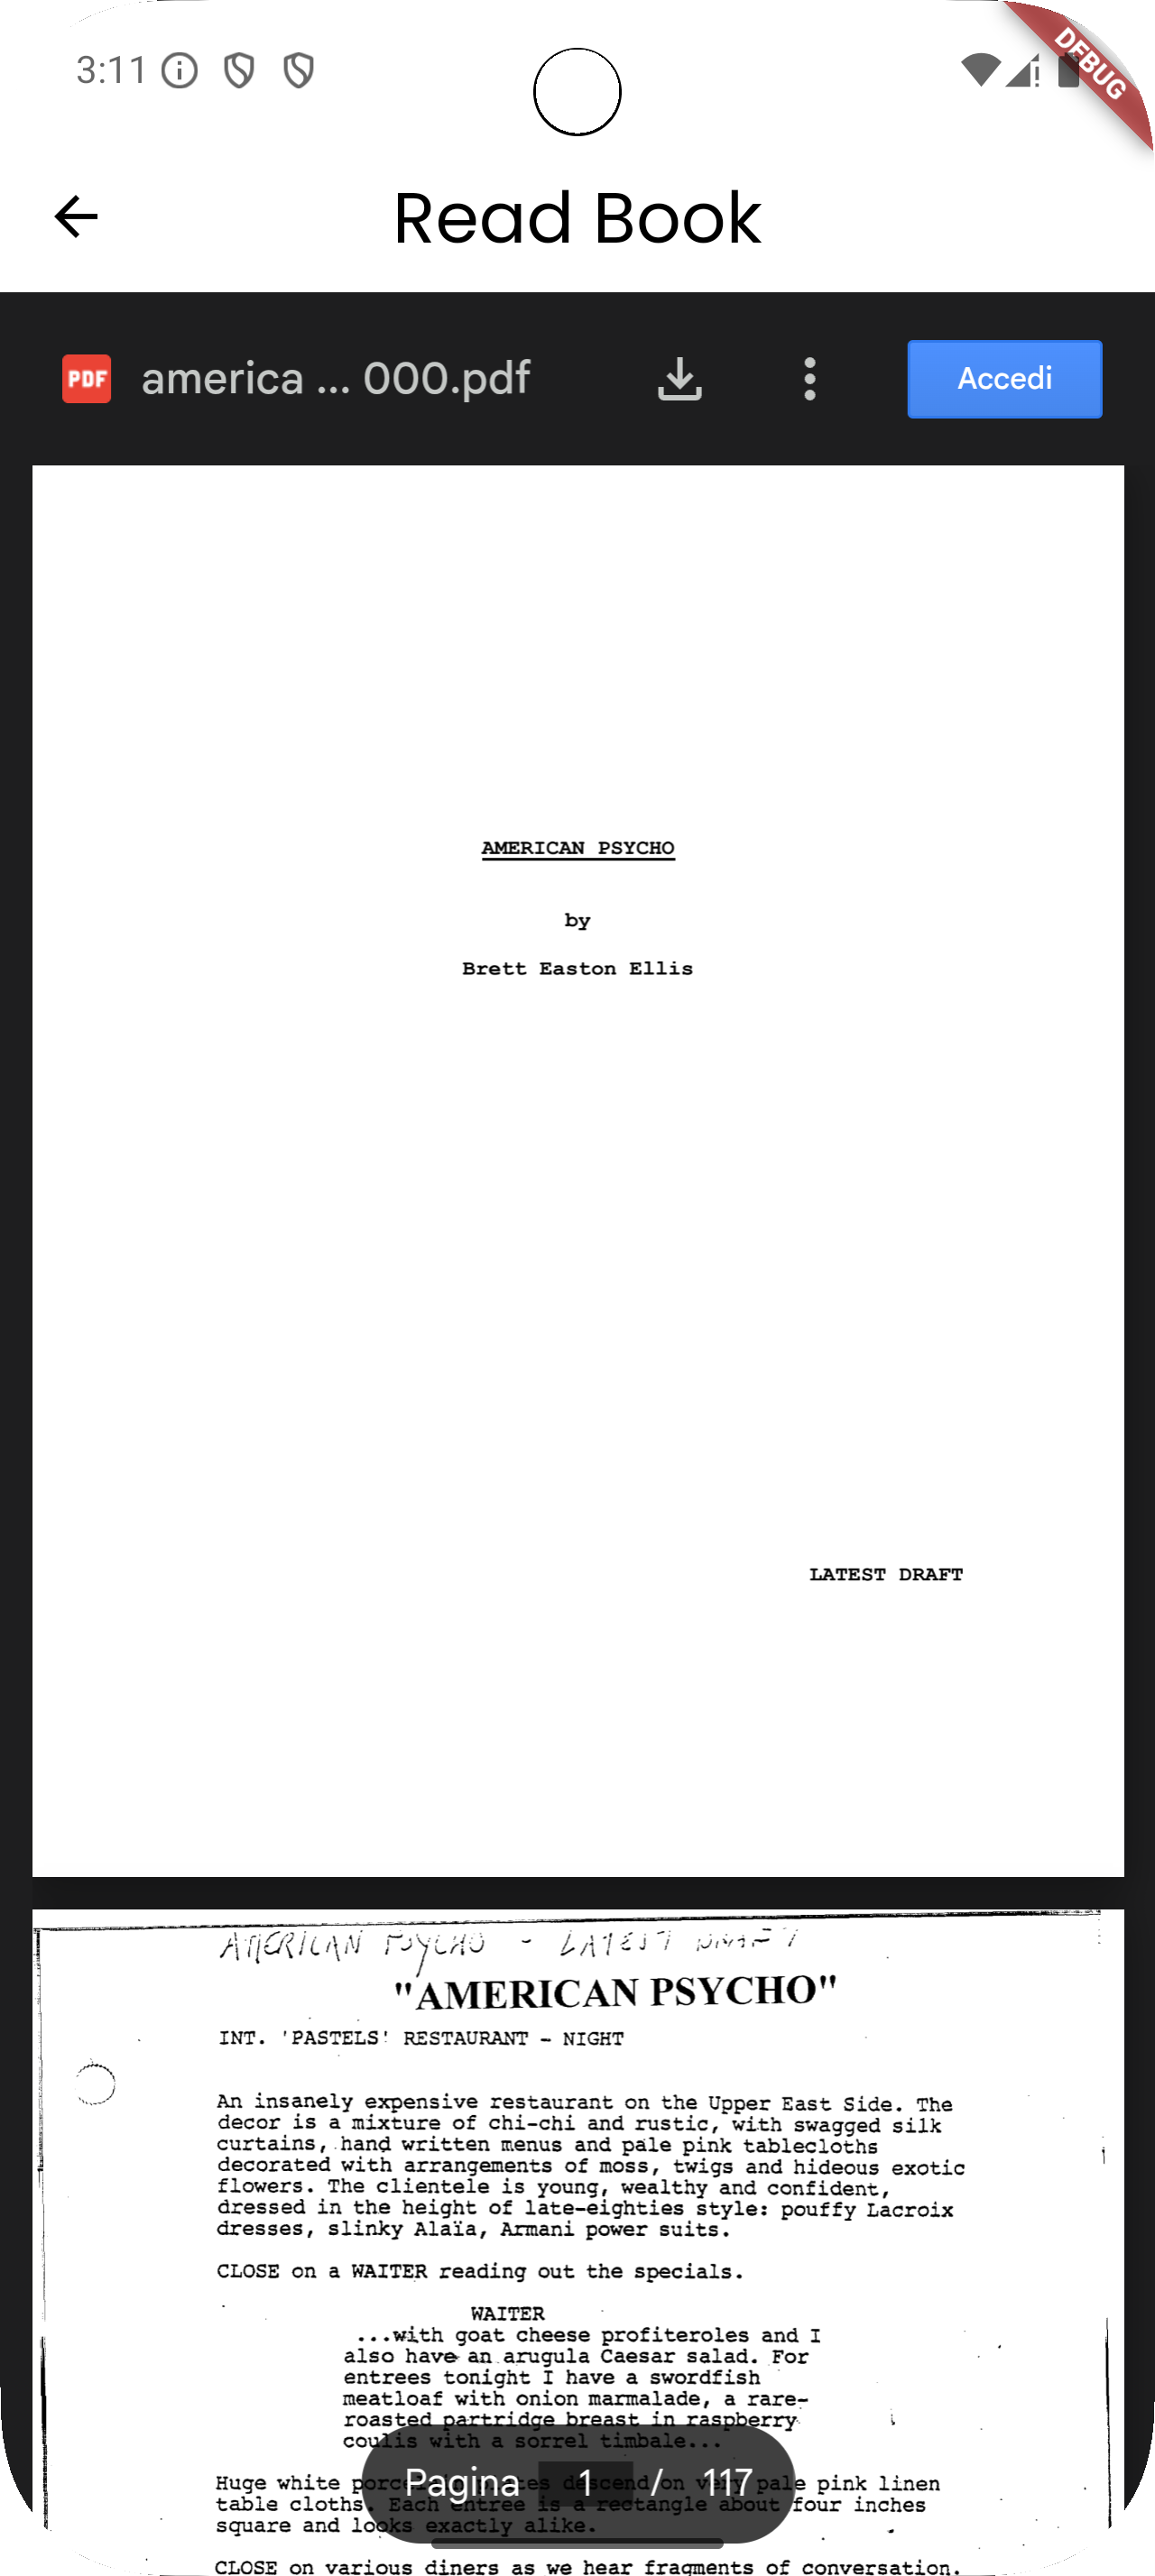 3:11
DEBUG
Read Book
PDF america ... 000.pdf Accedi
AMERICAN PSYCHO
by
Brett Easton Ellis
LATEST DRAFT
AMERICAN PSYCHO - LATEST DRAFT
"AMERICAN PSYCHO"
INT. 'PASTELS' RESTAURANT - NIGHT
An insanely expensive restaurant on the Upper East Side. The
decor is a mixture of chi-chi and rustic, with swagged silk
curtains, hand written menus and pale pink tablecloths
decorated with arrangements of moss, twigs and hideous exotic
flowers. The clientele is young, wealthy and confident,
dressed in the height of late-eighties style: pouffy Lacroix
dresses, slinky Alaïa, Armani power suits.
CLOSE on a WAITER reading out the specials.
WAITER
...with goat cheese profiteroles and I
also have an arugula Caesar salad. For
entrees tonight I have a swordfish
meatloaf with onion marmalade, a rare-
roasted partridge breast in raspberry
coulis with a sorrel timbale...
Huge white porcelain plates descend on very pale pink linen
table cloths. Each entree is a rectangle about four inches
square and looks exactly alike.
Pagina 1 / 117
CLOSE on various diners as we hear fragments of conversation.